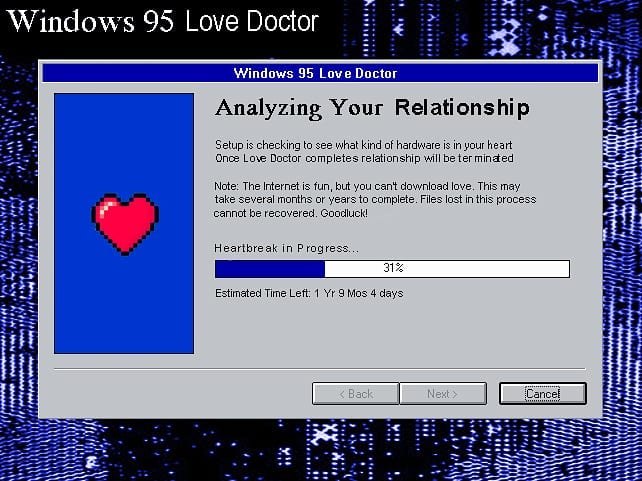 Windows 95 Love Doctor
Windows 95 Love Doctor
Analyzing Your Relationship
Setup is checking to see what kind of hardware is in your heart
Once Love Doctor completes relationship will be terminated
Note: The Internet is fun, but you can't download love. This may
take several months or years to complete. Files lost in this process
cannot be recovered. Goodluck!
Heartbreak in Progress...
31%
Estimated Time Left: 1 Yr 9 Mos 4 days
< Back
Next >
Cancel